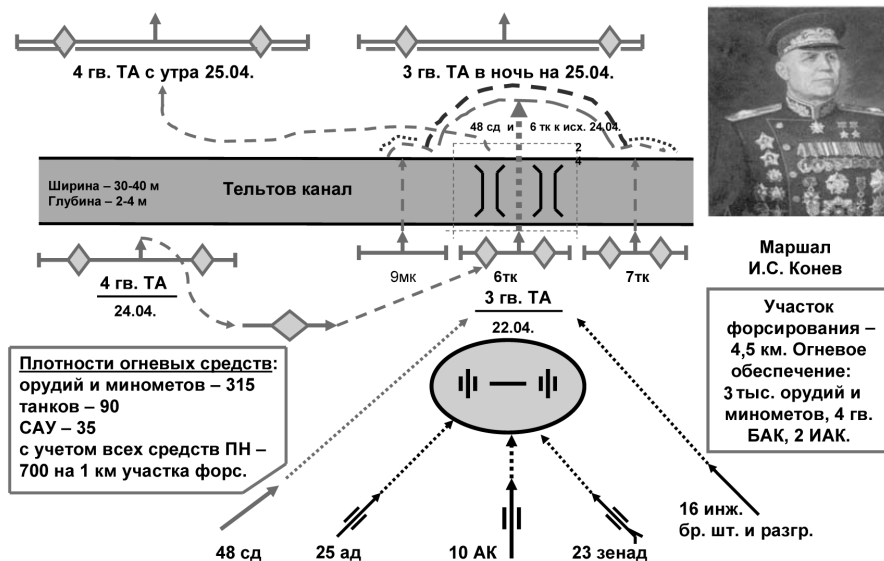 4 гв. ТА с утра 25.04.
3 гв. ТА в ночь на 25.04.
48 сд и 6 тк к исх. 24.04.
2
4
Ширина – 30-40 м
Глубина – 2-4 м
Тельтов канал
Маршал
И.С. Конев
9мк
6тк
7тк
4 гв. ТА
24.04.
3 гв. ТА
22.04.
Плотности огневых средств:
орудий и минометов – 315
танков – 90
САУ – 35
с учетом всех средств ПН –
700 на 1 км участка форс.
Участок
форсирования –
4,5 км. Огневое
обеспечение:
3 тыс. орудий и
минометов, 4 гв.
БАК, 2 ИАК.
16 инж.
бр. шт. и разгр.
48 сд
25 ад
10 АК
23 зенад